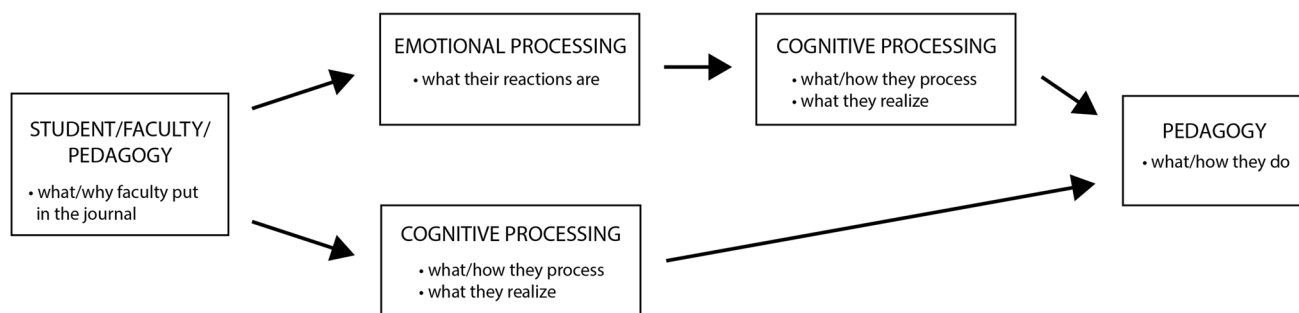 STUDENT/FACULTY/
PEDAGOGY
• what/why faculty put
in the journal
EMOTIONAL PROCESSING
• what their reactions are
COGNITIVE PROCESSING
• what/how they process
• what they realize
COGNITIVE PROCESSING
• what/how they process
• what they realize
PEDAGOGY
• what/how they do